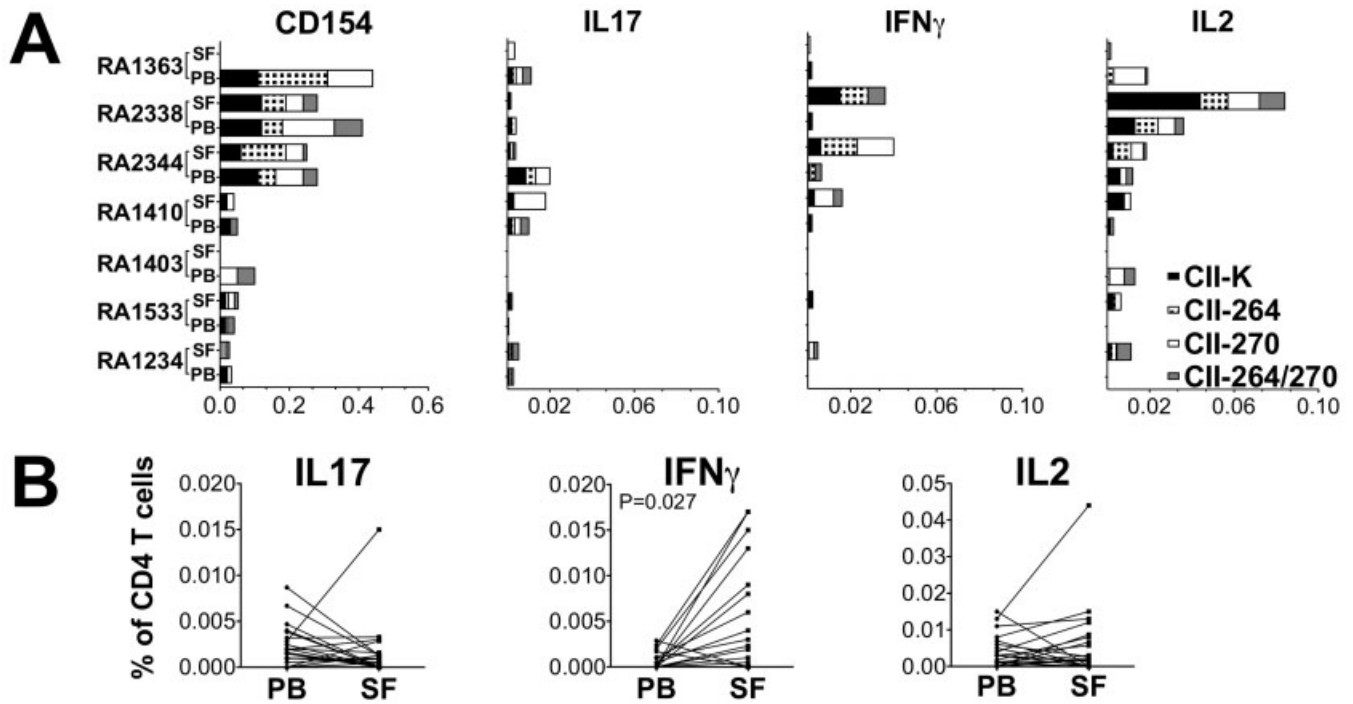 A
CD154 IL17 IFNγ IL2
RA1363 SF
PB
RA2338 SF
PB
RA2344 SF
PB
RA1410 SF
PB
RA1403 SF
PB
RA1533 SF
PB
RA1234 SF
PB
CII-K
CII-264
CII-270
CII-264/270
0.0 0.2 0.4 0.6 0.02 0.06 0.10 0.02 0.06 0.10 0.02 0.06 0.10
B
IL17 IFNγ IL2
% of CD4 T cells
0.020 0.020 0.05
P=0.027
0.04
0.015 0.015
0.03
0.010 0.010
0.02
0.005 0.005
0.01
0.000 0.000 0.00
PB SF PB SF PB SF